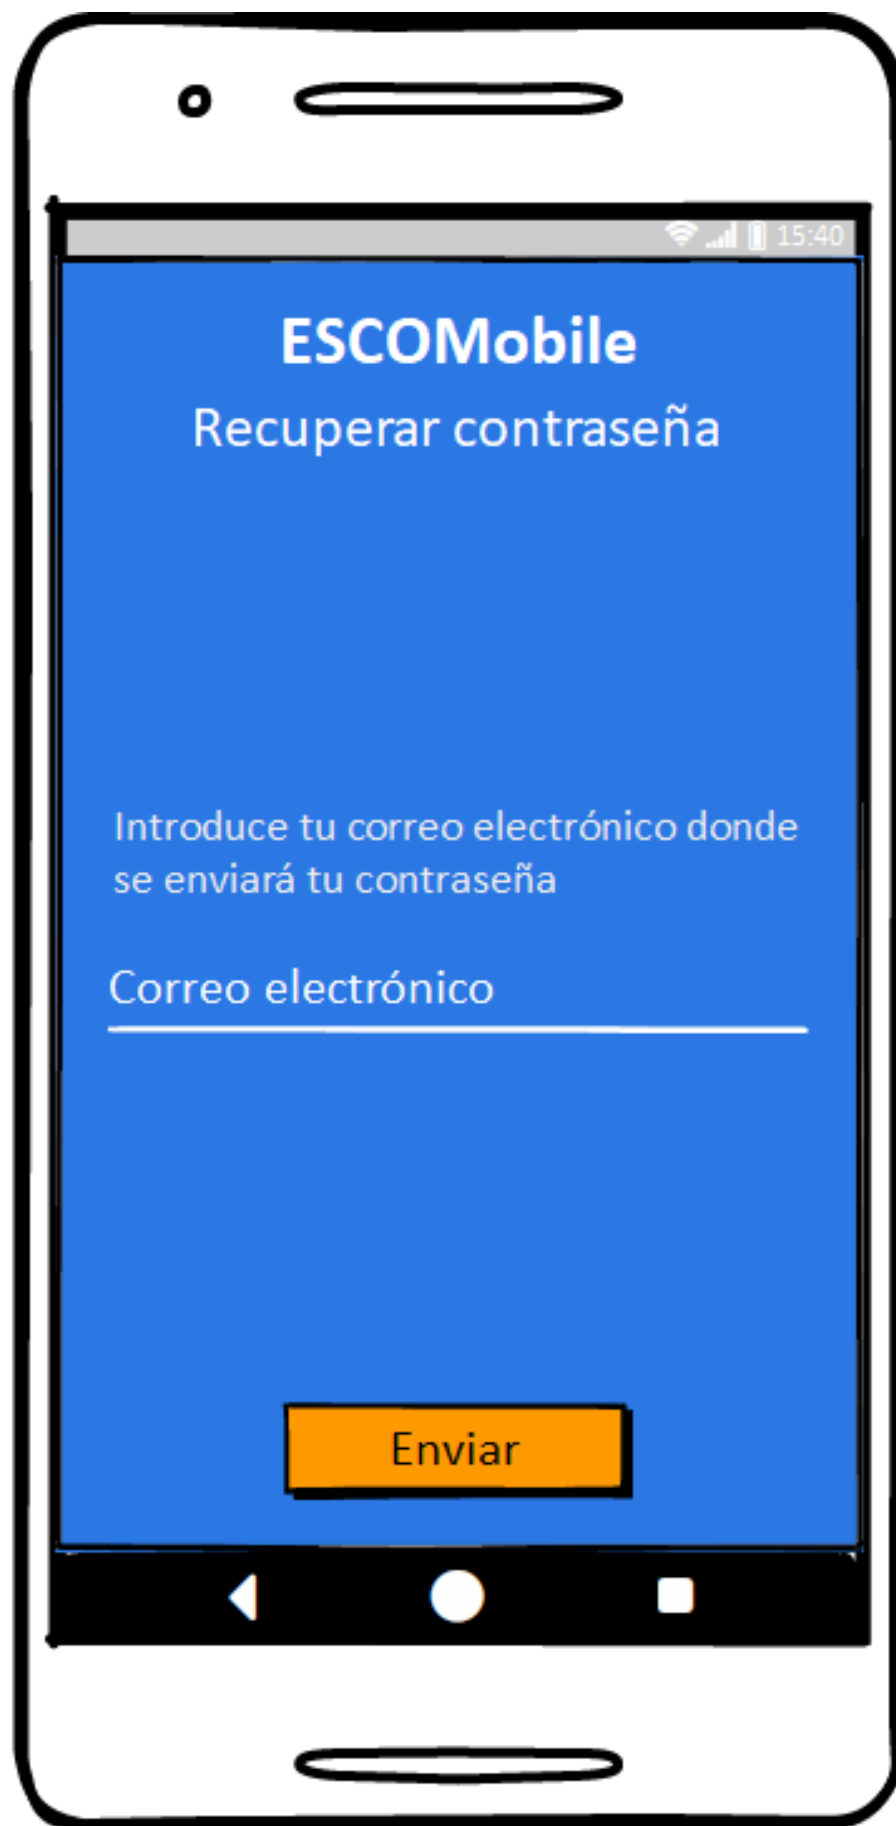 15:40
ESCOMobile
Recuperar contraseña
Introduce tu correo electrónico donde
se enviará tu contraseña
Correo electrónico
Enviar